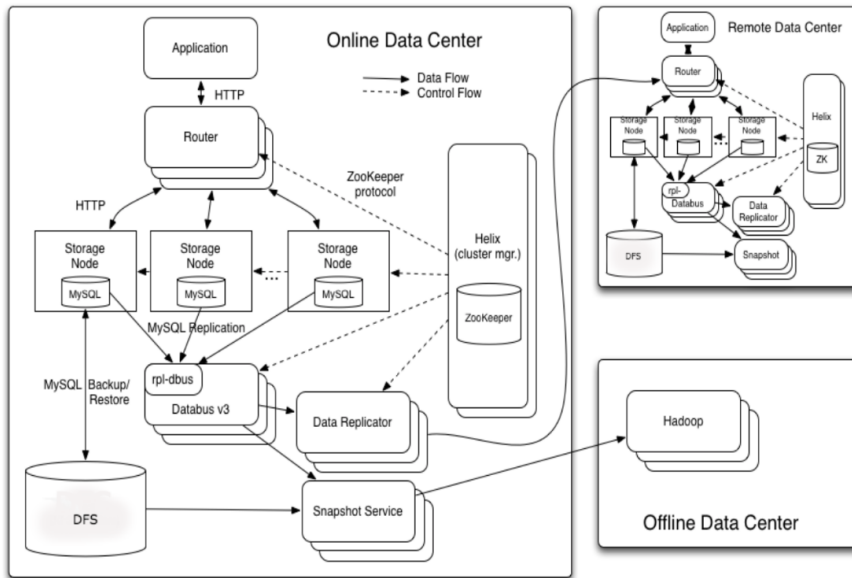 Online Data Center
Application
Data Flow
Control Flow
HTTP
Router
ZooKeeper
protocol
HTTP
Storage
Node
MySQL
Storage
Node
MySQL
...
Storage
Node
MySQL
Helix
(cluster mgr.)
ZooKeeper
MySQL Replication
MySQL Backup/
Restore
rpl-dbus
Databus v3
Data Replicator
DFS
Snapshot Service
Remote Data Center
Application
Router
Storage
Node
Storage
Node
...
Storage
Node
Helix
ZK
rpl-
Databus
Data
Replicator
DFS
Snapshot
Hadoop
Offline Data Center